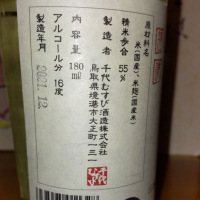 原材料名
米(国産)、米麹(国産米)
精米歩合 55%
製造者 千代むすび酒造株式会社
鳥取県境港市大正町一三一
内容量 180ml
アルコール分 16度
製造年月
2021.12